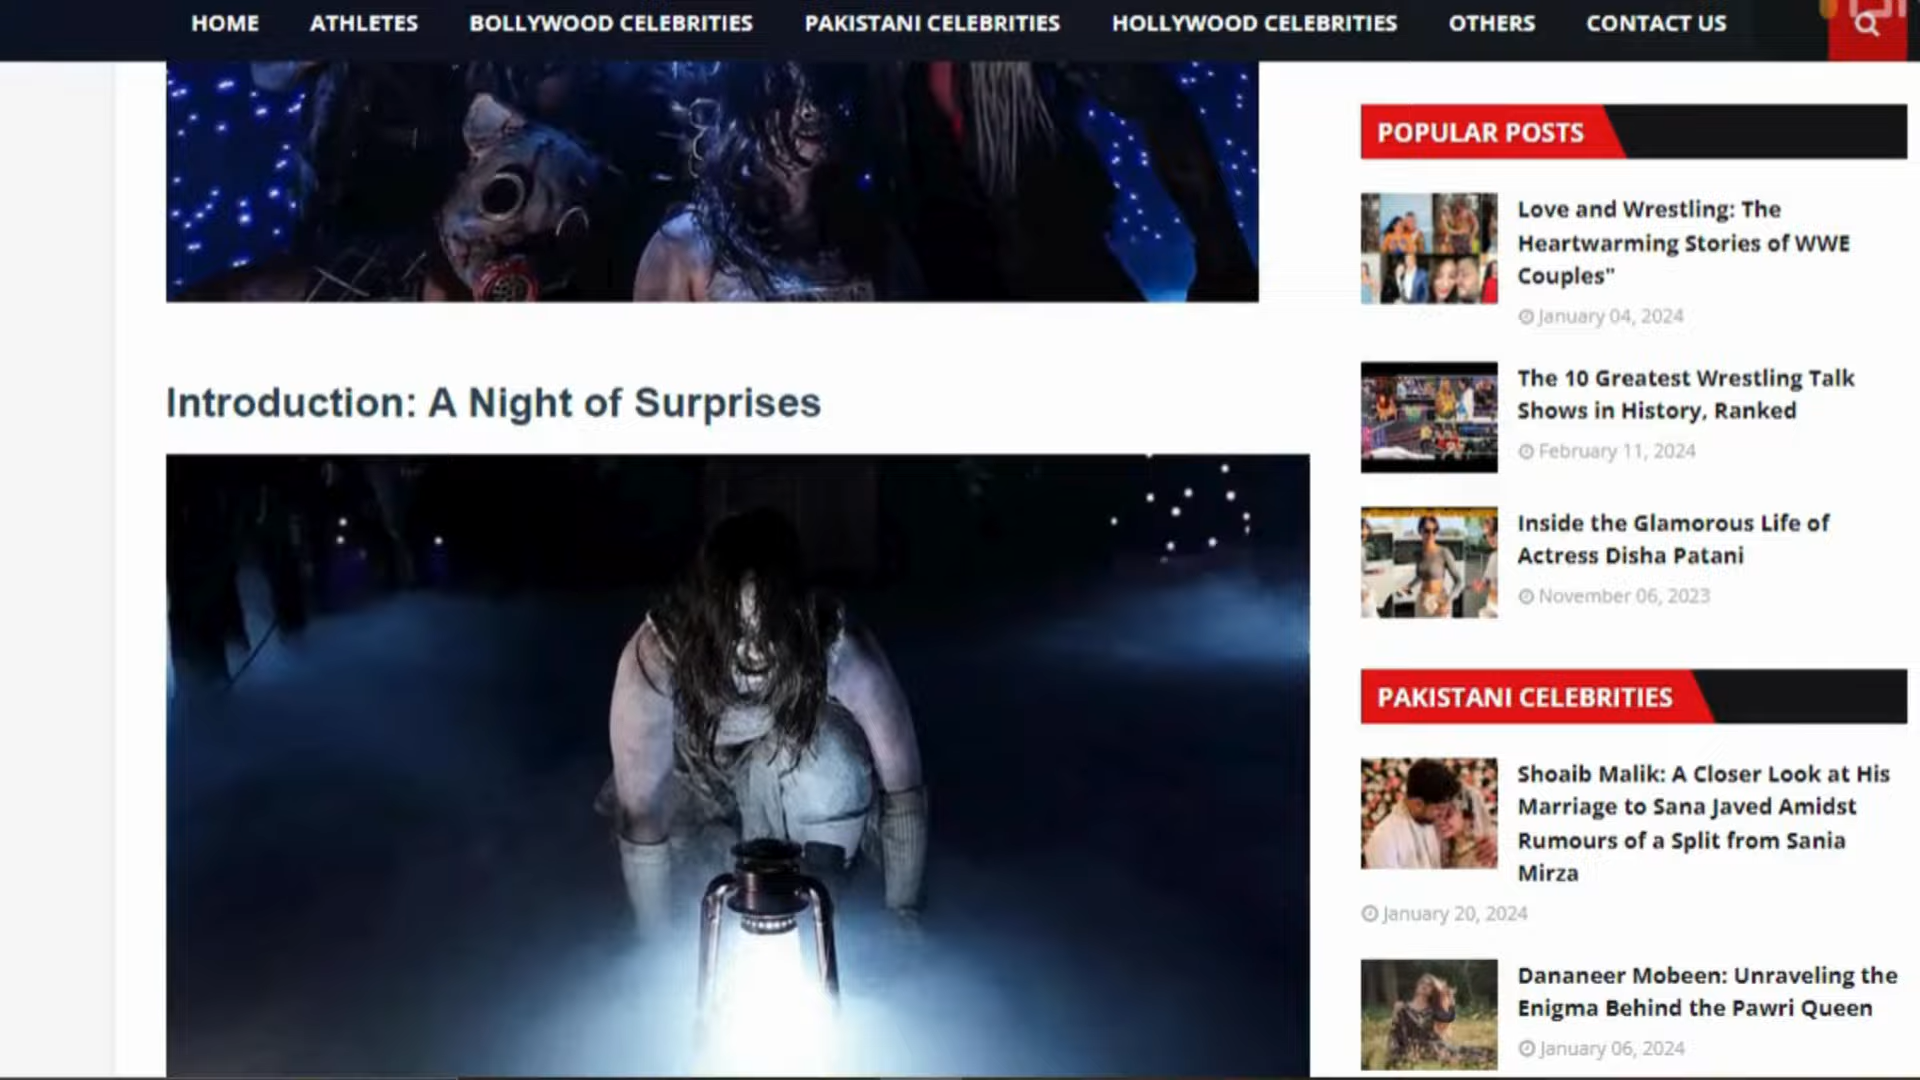 HOME ATHLETES BOLLYWOOD CELEBRITIES PAKISTANI CELEBRITIES HOLLYWOOD CELEBRITIES OTHERS CONTACT US
Introduction: A Night of Surprises
POPULAR POSTS
Love and Wrestling: The
Heartwarming Stories of WWE
Couples"
January 04, 2024
The 10 Greatest Wrestling Talk
Shows in History, Ranked
February 11, 2024
Inside the Glamorous Life of
Actress Disha Patani
November 06, 2023
PAKISTANI CELEBRITIES
Shoaib Malik: A Closer Look at His
Marriage to Sana Javed Amidst
Rumours of a Split from Sania
Mirza
January 20, 2024
Dananeer Mobeen: Unraveling the
Enigma Behind the Pawri Queen
January 06, 2024